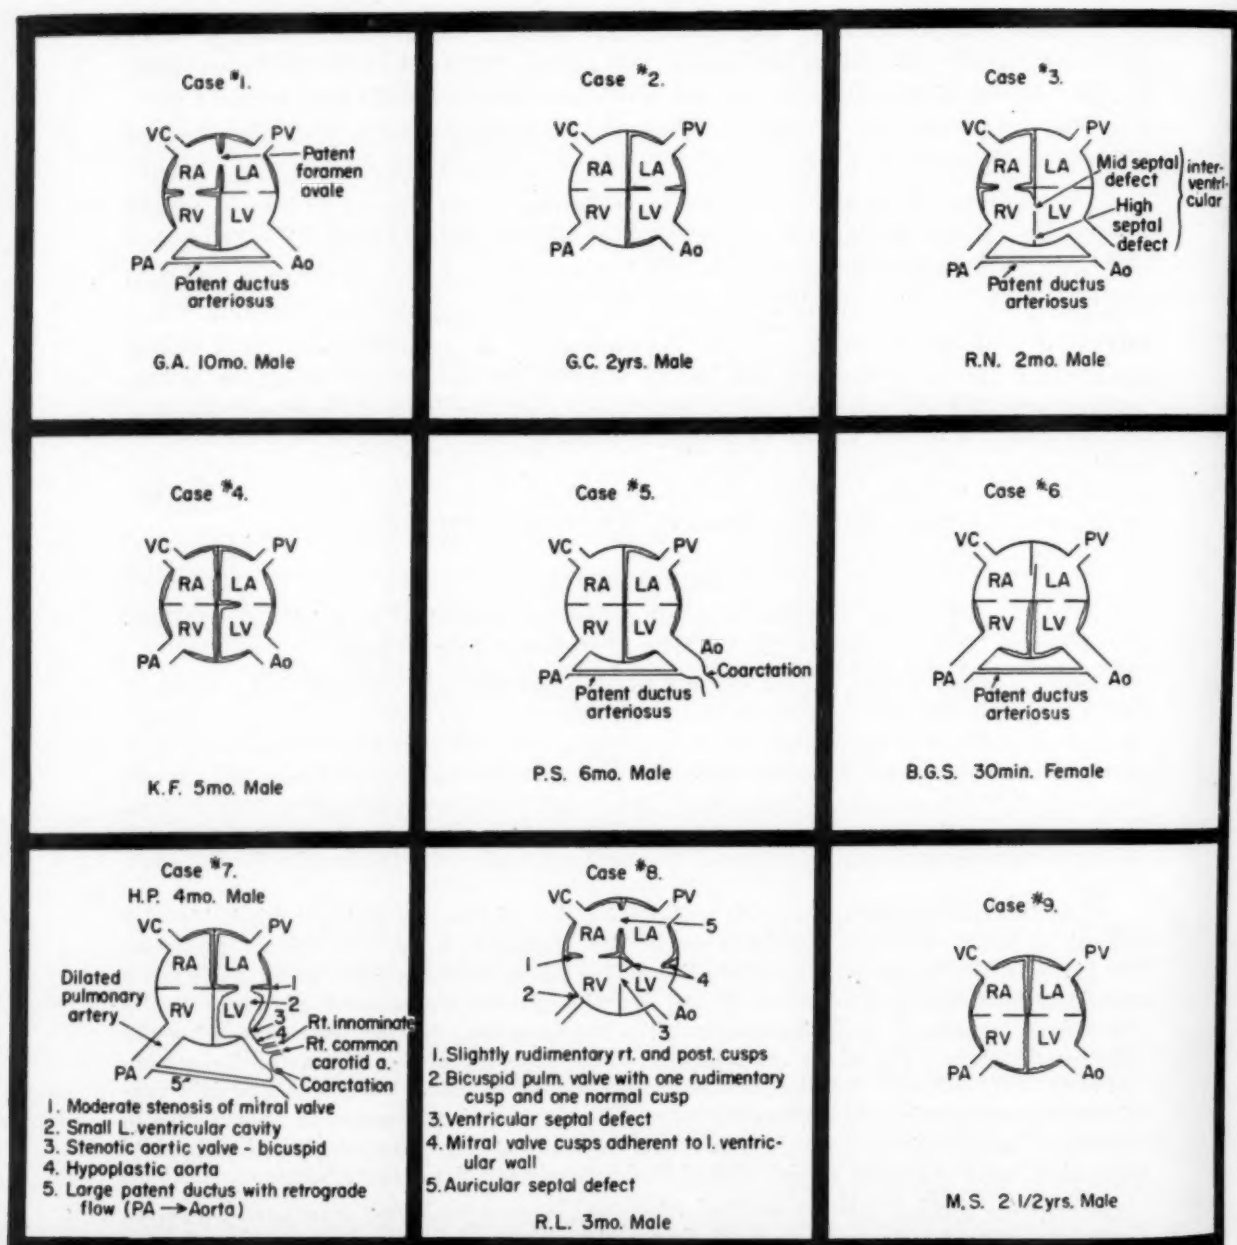 Case #1.
VC PV
RA LA
Patent
foramen
ovale
RV LV
PA Ao
Patent ductus
arteriosus
G.A. 10mo. Male
Case #2.
VC PV
RA LA
RV LV
PA Ao
G.C. 2yrs. Male
Case #3.
VC PV
RA LA
Mid septal
defect
inter-
ventri-
cular
RV LV
High
septal
defect
PA Ao
Patent ductus
arteriosus
R.N. 2mo. Male
Case #4.
VC PV
RA LA
RV LV
PA Ao
K.F. 5mo. Male
Case #5.
VC PV
RA LA
RV LV
Ao
Coarctation
PA
Patent ductus
arteriosus
P.S. 6mo. Male
Case #6
VC PV
RA LA
RV LV
PA Ao
Patent ductus
arteriosus
B.G.S. 30min. Female
Case #7.
H.P. 4mo. Male
VC PV
RA LA
Dilated
pulmonary
artery
1
RV LV 2
3
4
Rt. innominate
Rt. common
carotid a.
Coarctation
PA
5
1. Moderate stenosis of mitral valve
2. Small L. ventricular cavity
3. Stenotic aortic valve - bicuspid
4. Hypoplastic aorta
5. Large patent ductus with retrograde
flow (PA → Aorta)
Case #8.
VC PV
RA LA 5
1
4
RV LV
2
Ao
3
1. Slightly rudimentary rt. and post. cusps
2. Bicuspid pulm. valve with one rudimentary
cusp and one normal cusp
3. Ventricular septal defect
4. Mitral valve cusps adherent to l. ventric-
ular wall
5. Auricular septal defect
R.L. 3mo. Male
Case #9.
VC PV
RA LA
RV LV
PA Ao
M.S. 2 1/2yrs. Male